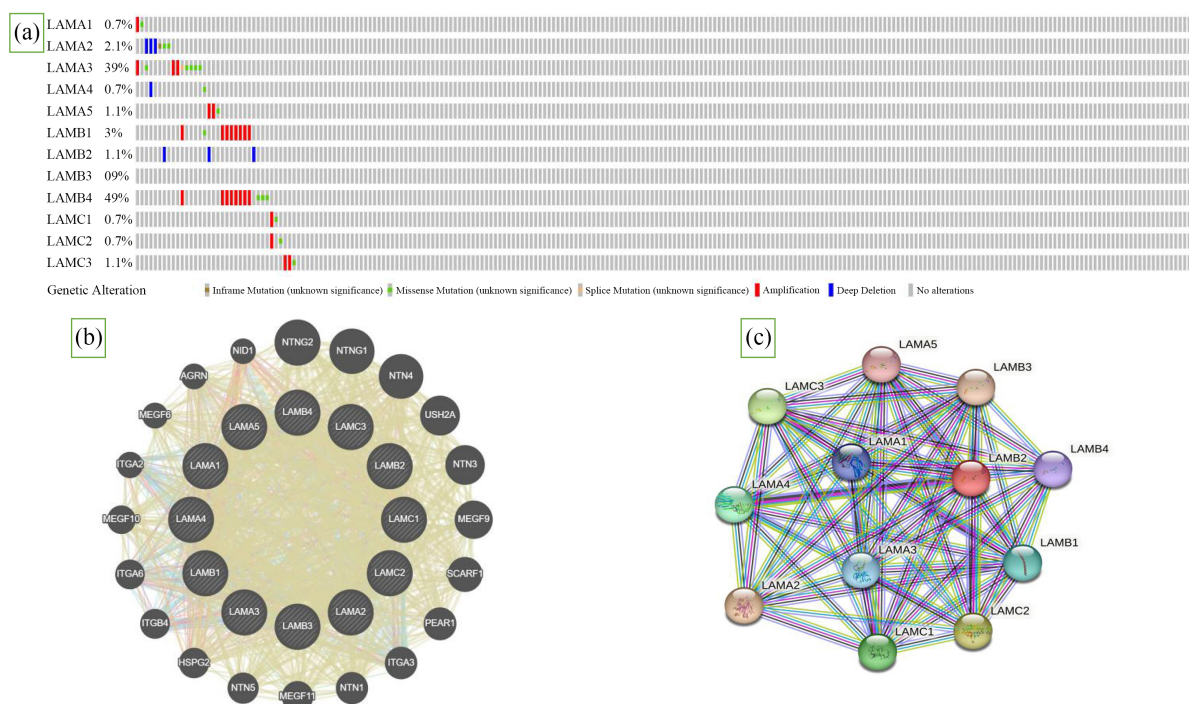 (a)
LAMA1 0.7%
LAMA2 2.1%
LAMA3 39%
LAMA4 0.7%
LAMA5 1.1%
LAMB1 3%
LAMB2 1.1%
LAMB3 09%
LAMB4 49%
LAMC1 0.7%
LAMC2 0.7%
LAMC3 1.1%
Genetic Alteration Inframe Mutation (unknown significance) Missense Mutation (unknown significance) Splice Mutation (unknown significance) Amplification Deep Deletion No alterations
(b)
NTNG2
NTNG1
NID1
NTN4
AGRN
MEGF6
USH2A
LAMB4
LAMC3
LAMA5
LAMA1
LAMB2
ITGA2
NTN3
LAMA4
LAMC1
MEGF10
MEGF9
ITGA6
LAMB1
LAMC2
SCARF1
LAMA3
LAMB3
LAMA2
ITGB4
PEAR1
HSPG2
ITGA3
NTN5
MEGF11
NTN1
(c)
LAMA5
LAMB3
LAMC3
LAMA1
LAMB2
LAMB4
LAMA4
LAMB1
LAMA3
LAMA2
LAMC2
LAMC1